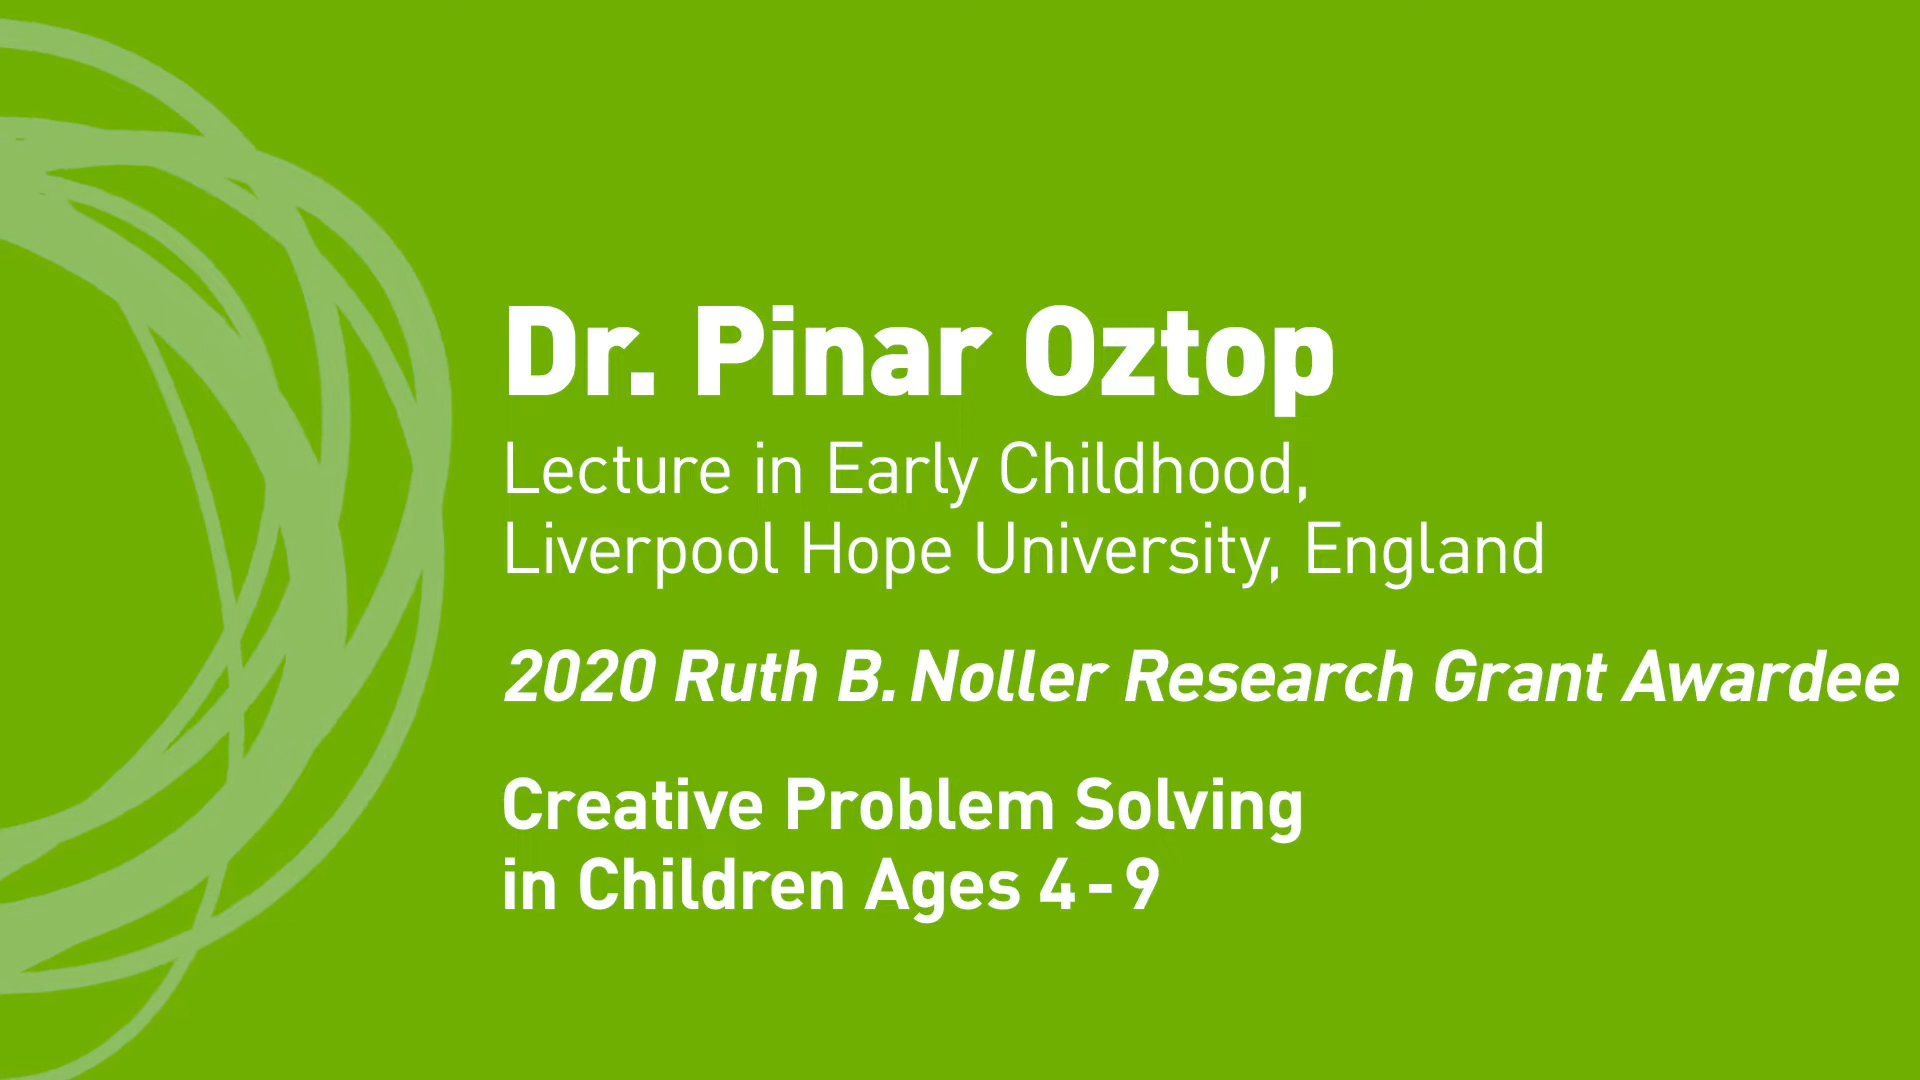 Dr. Pinar Oztop
Lecture in Early Childhood,
Liverpool Hope University, England
2020 Ruth B. Noller Research Grant Awardee
Creative Problem Solving
in Children Ages 4 - 9